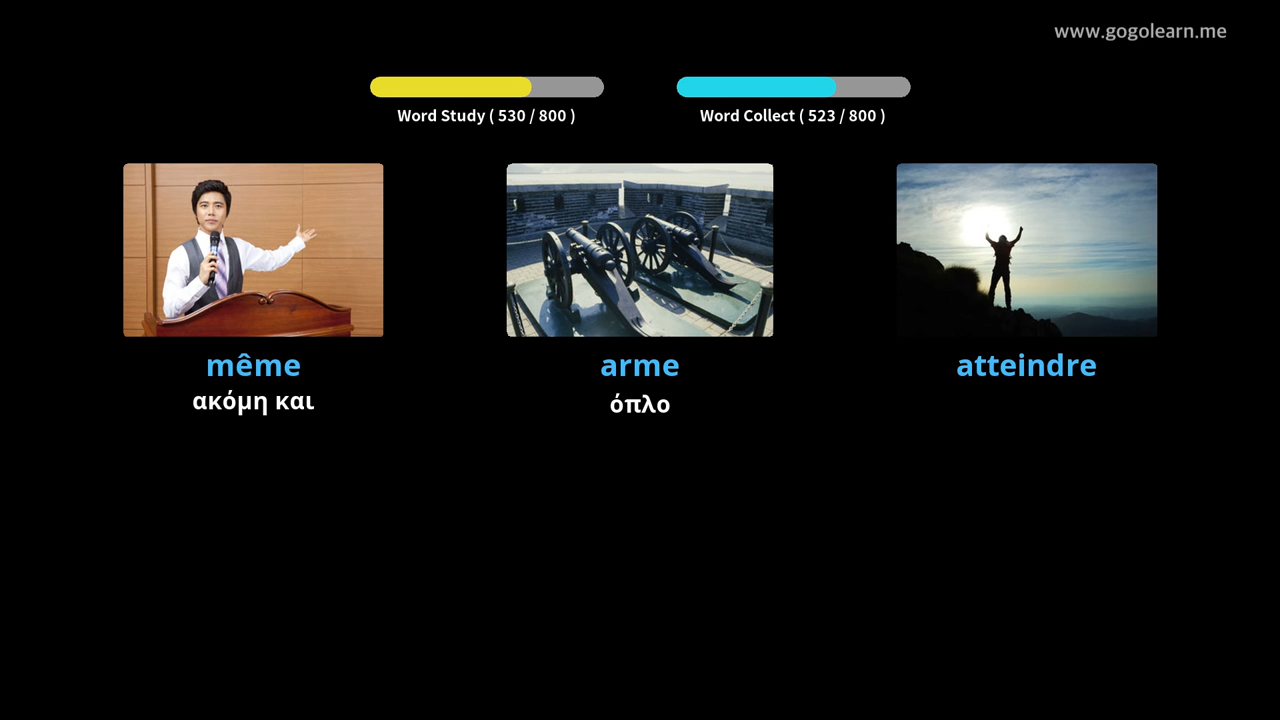 www.gogolearn.me
Word Study ( 530 / 800 )
Word Collect ( 523 / 800 )
même
arme
atteindre
ακόμη και
όπλο